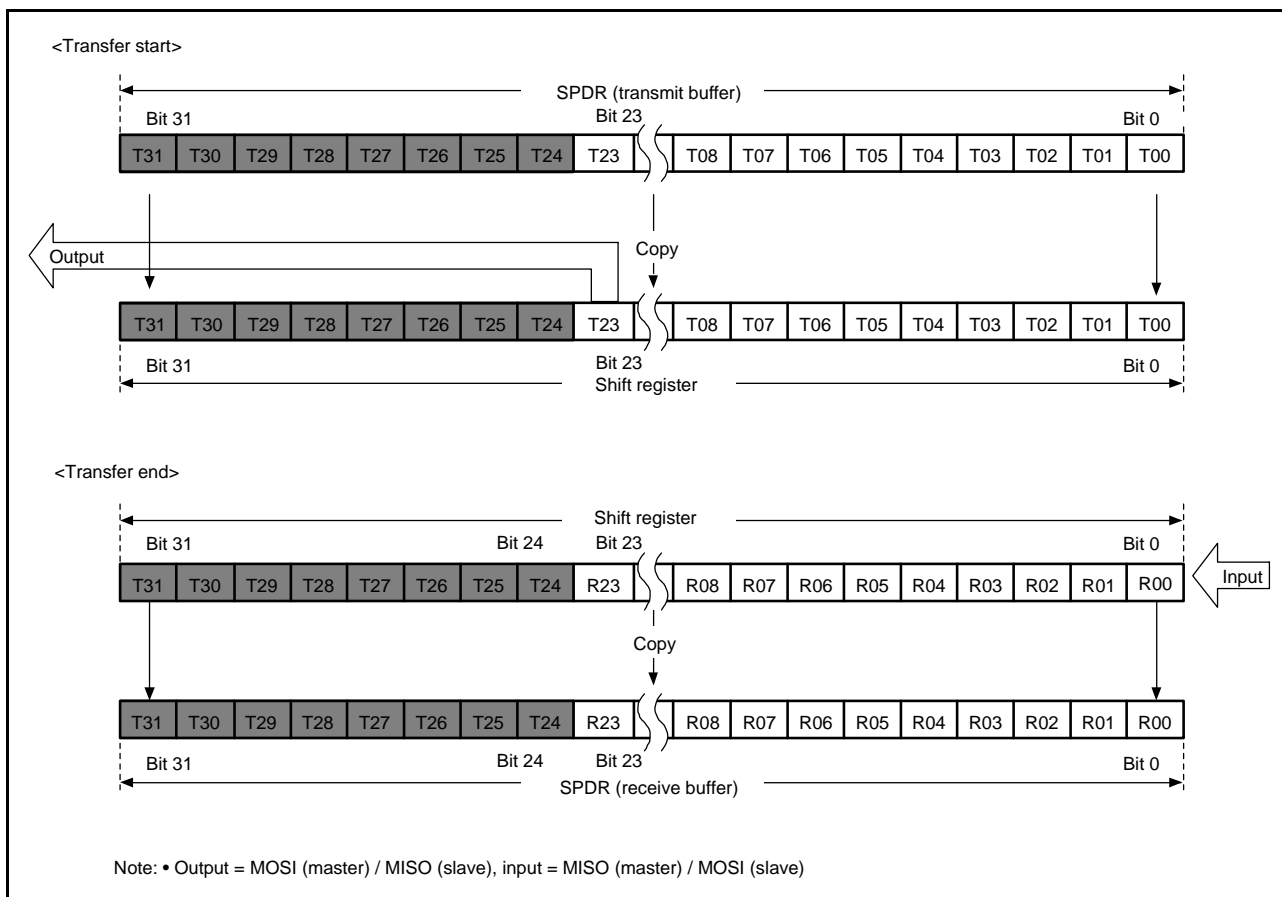 <Transfer start>
SPDR (transmit buffer)
Bit 31 Bit 23 Bit 0
T31 T30 T29 T28 T27 T26 T25 T24 T23 T08 T07 T06 T05 T04 T03 T02 T01 T00
Output Copy
T31 T30 T29 T28 T27 T26 T25 T24 T23 T08 T07 T06 T05 T04 T03 T02 T01 T00
Bit 31 Bit 23 Bit 0
Shift register
<Transfer end>
Shift register
Bit 31 Bit 24 Bit 23 Bit 0
T31 T30 T29 T28 T27 T26 T25 T24 R23 R08 R07 R06 R05 R04 R03 R02 R01 R00 Input
Copy
T31 T30 T29 T28 T27 T26 T25 T24 R23 R08 R07 R06 R05 R04 R03 R02 R01 R00
Bit 31 Bit 24 Bit 23 Bit 0
SPDR (receive buffer)
Note: • Output = MOSI (master) / MISO (slave), input = MISO (master) / MOSI (slave)